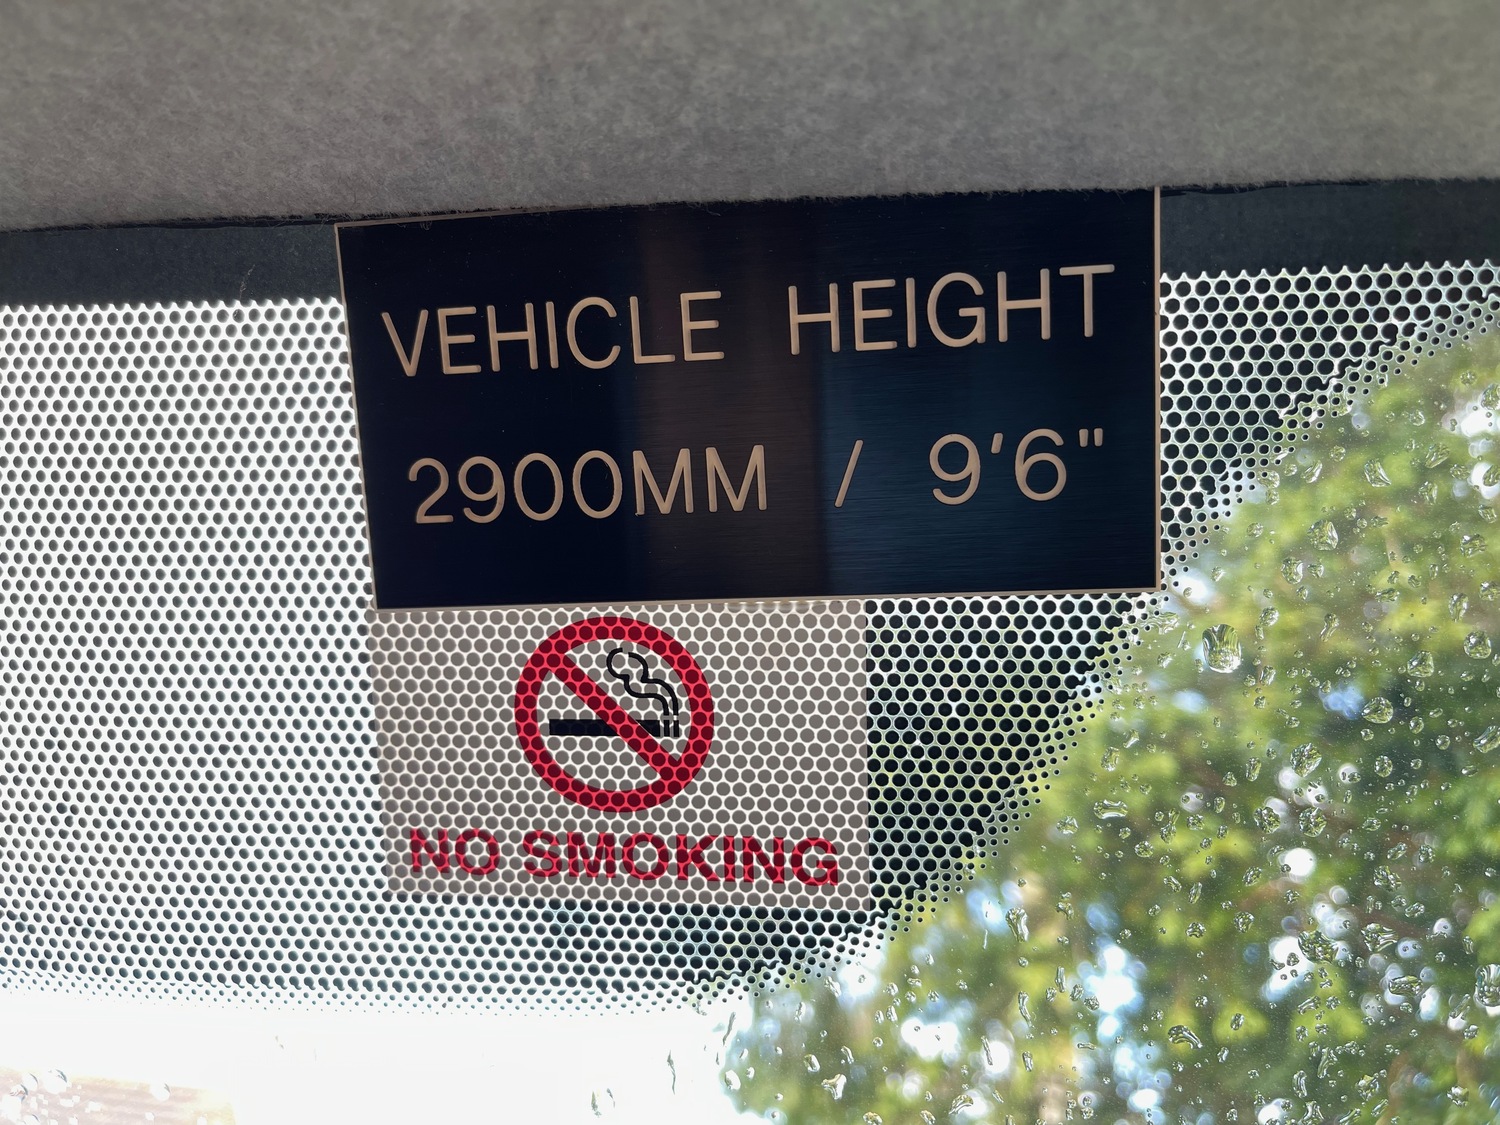 VEHICLE HEIGHT
2900MM / 9'6"
NO SMOKING